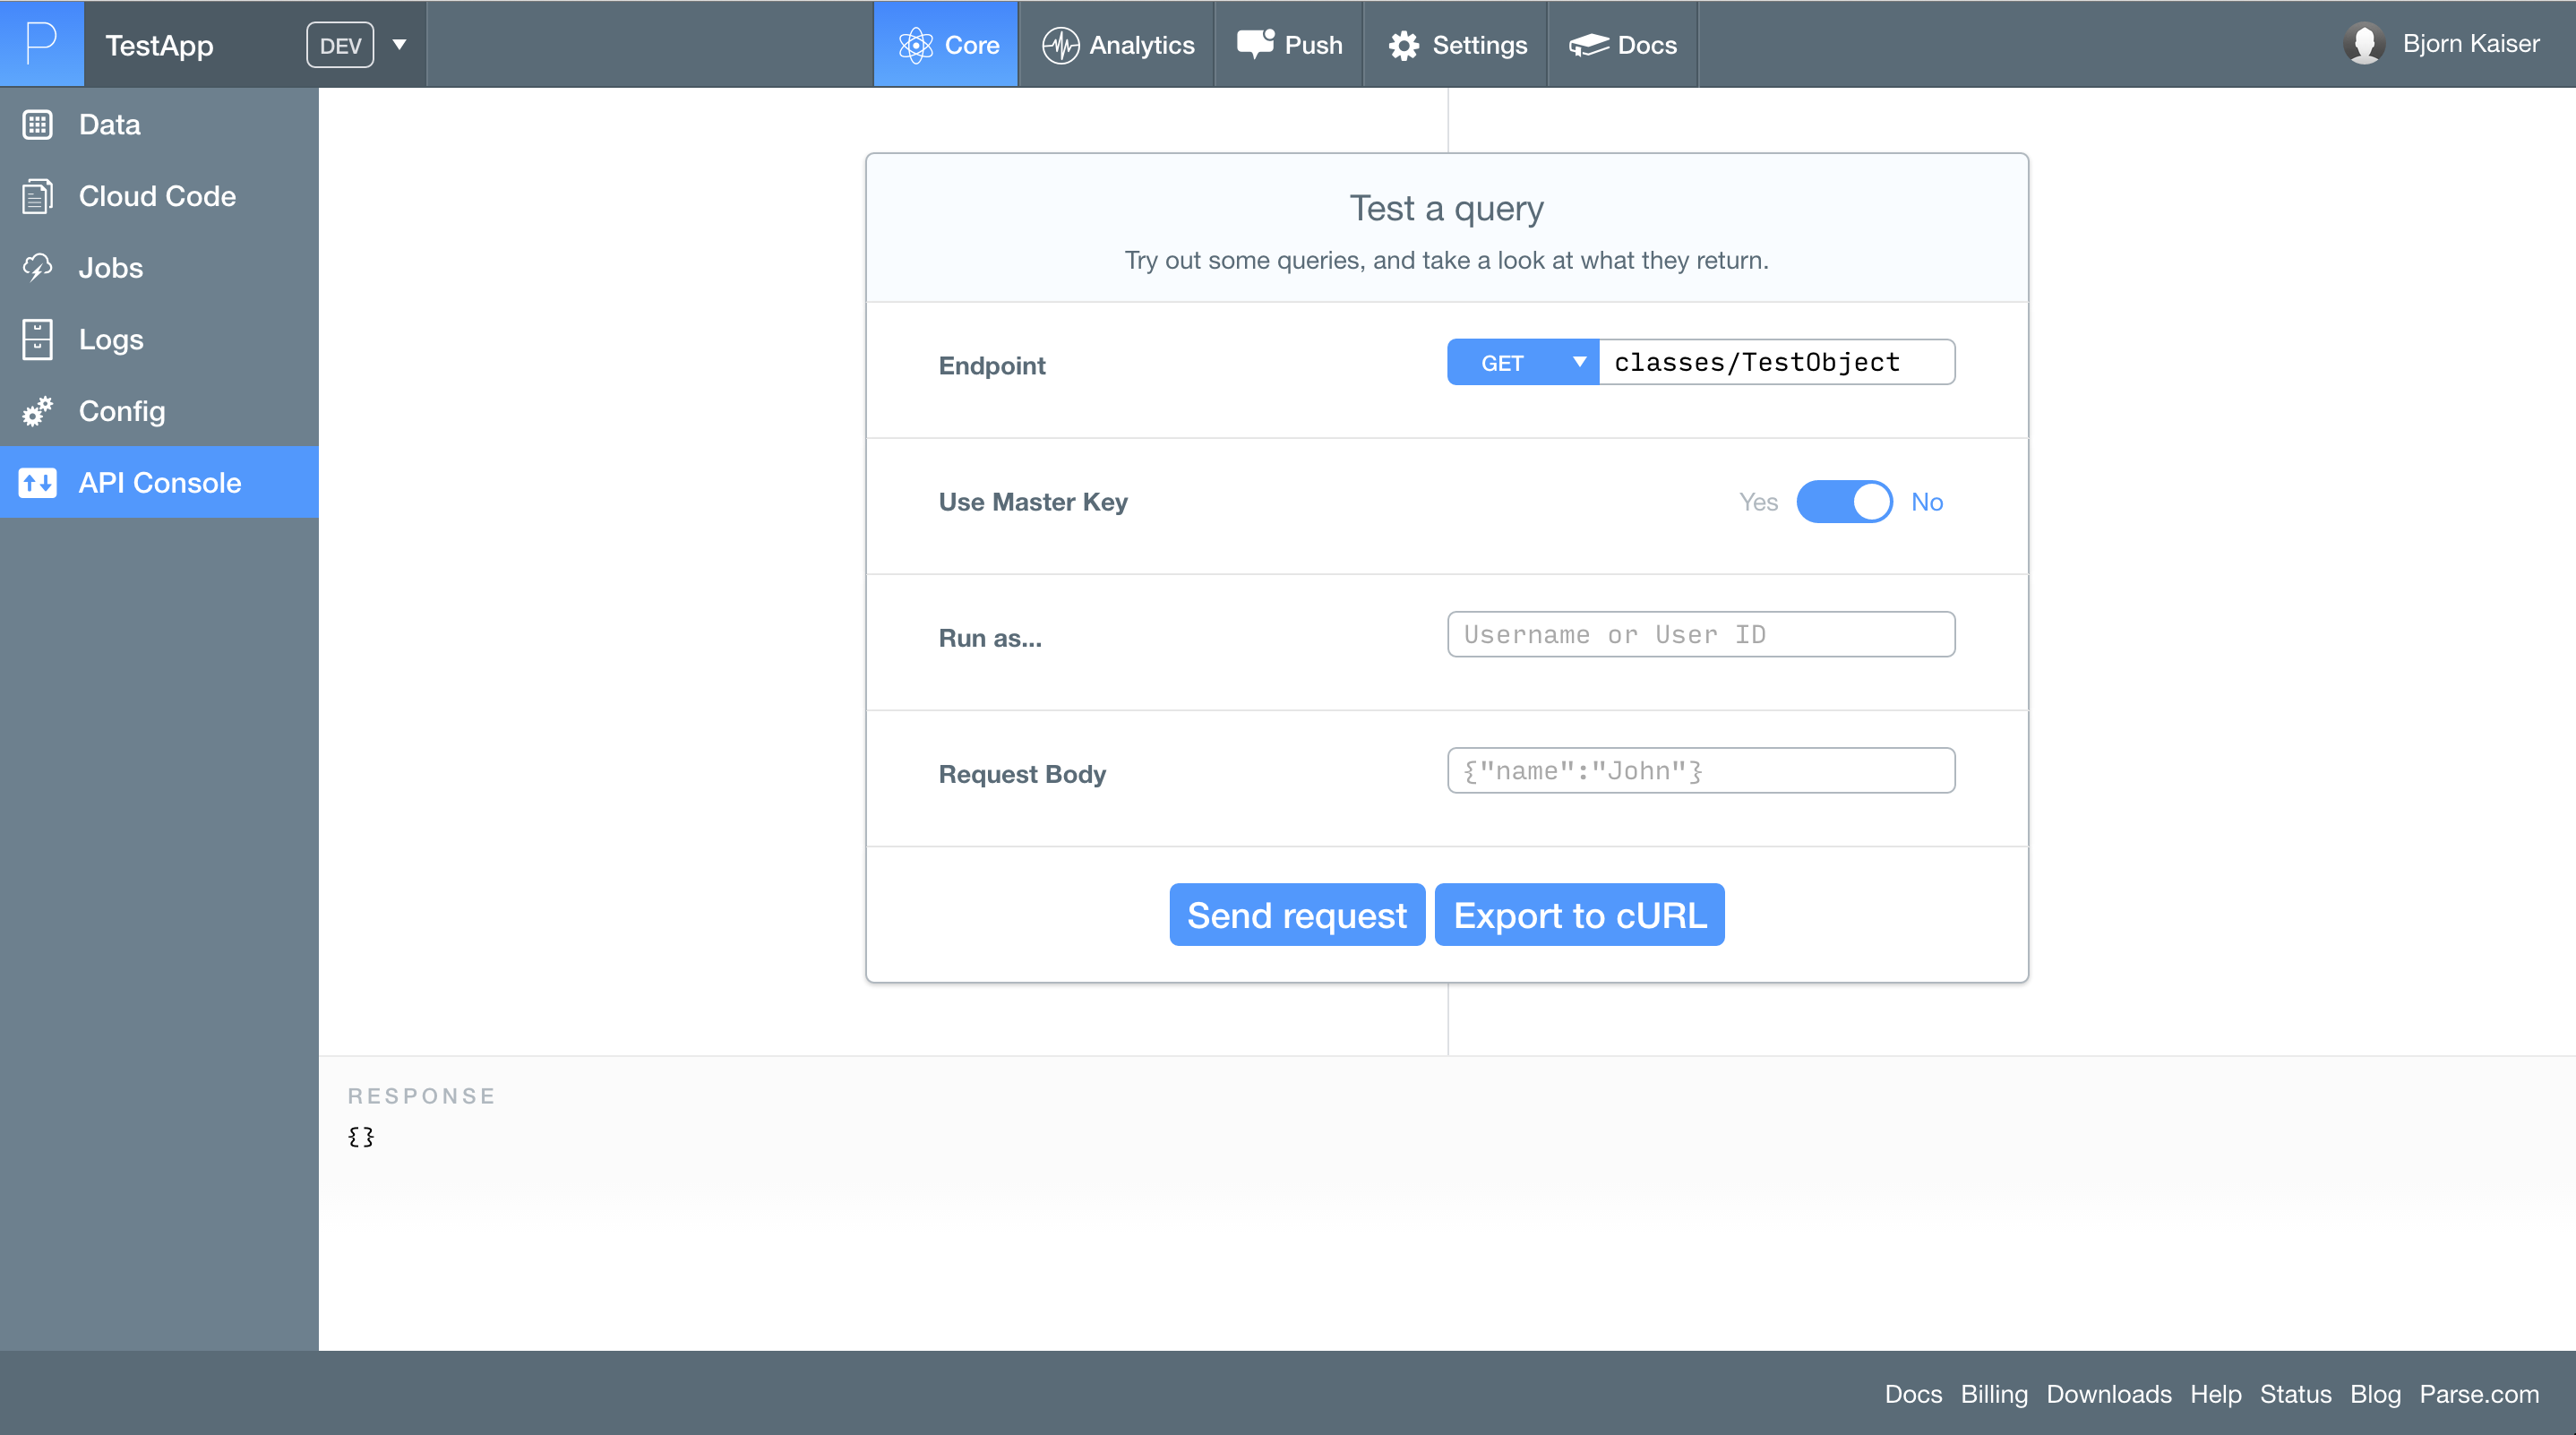 P TestApp DEV Core Analytics Push Settings Docs Bjorn Kaiser
Data
Cloud Code
Jobs
Logs
Config
API Console
Test a query
Try out some queries, and take a look at what they return.
Endpoint GET classes/TestObject
Use Master Key Yes No
Run as... Username or User ID
Request Body {"name":"John"}
Send request Export to cURL
RESPONSE
{}
Docs Billing Downloads Help Status Blog Parse.com